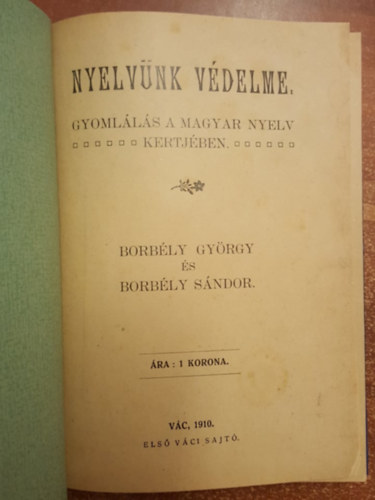 NYELVÜNK VÉDELME.
GYOMLÁLÁS A MAGYAR NYELV
KERTJÉBEN.
BORBÉLY GYÖRGY
ÉS
BORBÉLY SÁNDOR.
ÁRA : 1 KORONA.
VÁC, 1910.
ELSŐ VÁCI SAJTÓ.